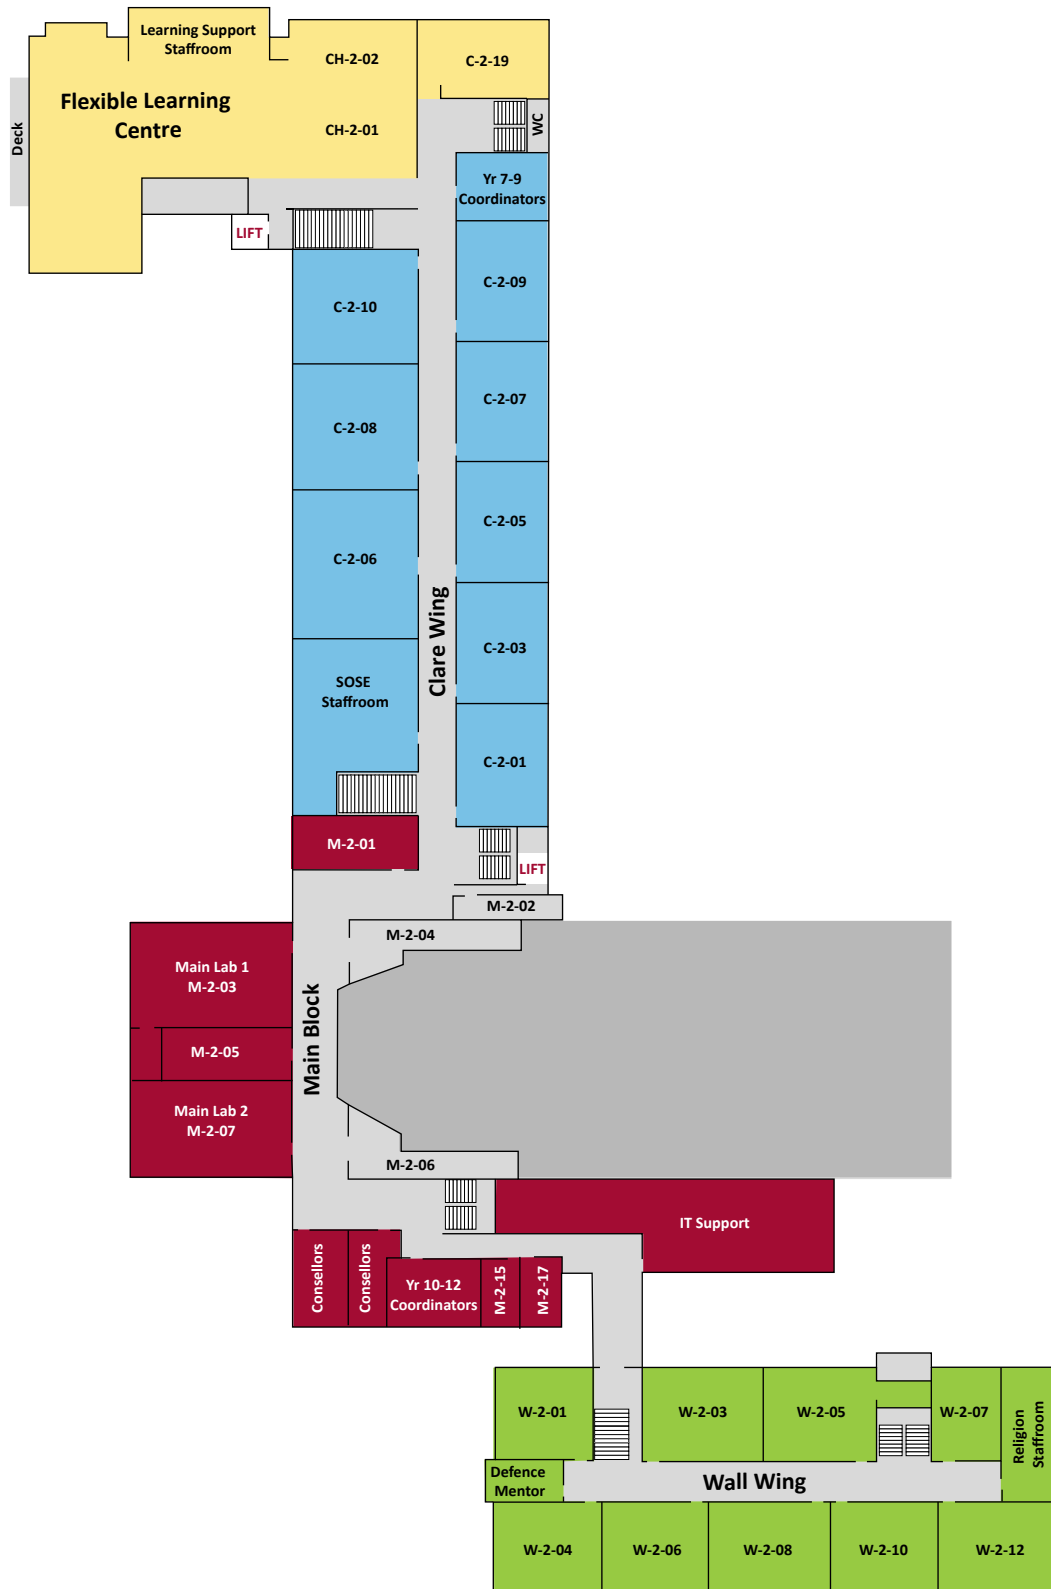 Learning Support
Staffroom
CH-2-02
C-2-19
Flexible Learning
Centre
CH-2-01
Deck
WC
Yr 7-9
Coordinators
LIFT
C-2-09
C-2-10
C-2-07
C-2-08
C-2-05
C-2-06
Clare Wing
C-2-03
SOSE
Staffroom
C-2-01
M-2-01
LIFT
M-2-02
M-2-04
Main Lab 1
M-2-03
Main Block
M-2-05
Main Lab 2
M-2-07
M-2-06
IT Support
Consellors
Consellors
Yr 10-12
Coordinators
M-2-15
M-2-17
W-2-01
W-2-03
W-2-05
W-2-07
Religion
Staffroom
Defence
Mentor
Wall Wing
W-2-04
W-2-06
W-2-08
W-2-10
W-2-12